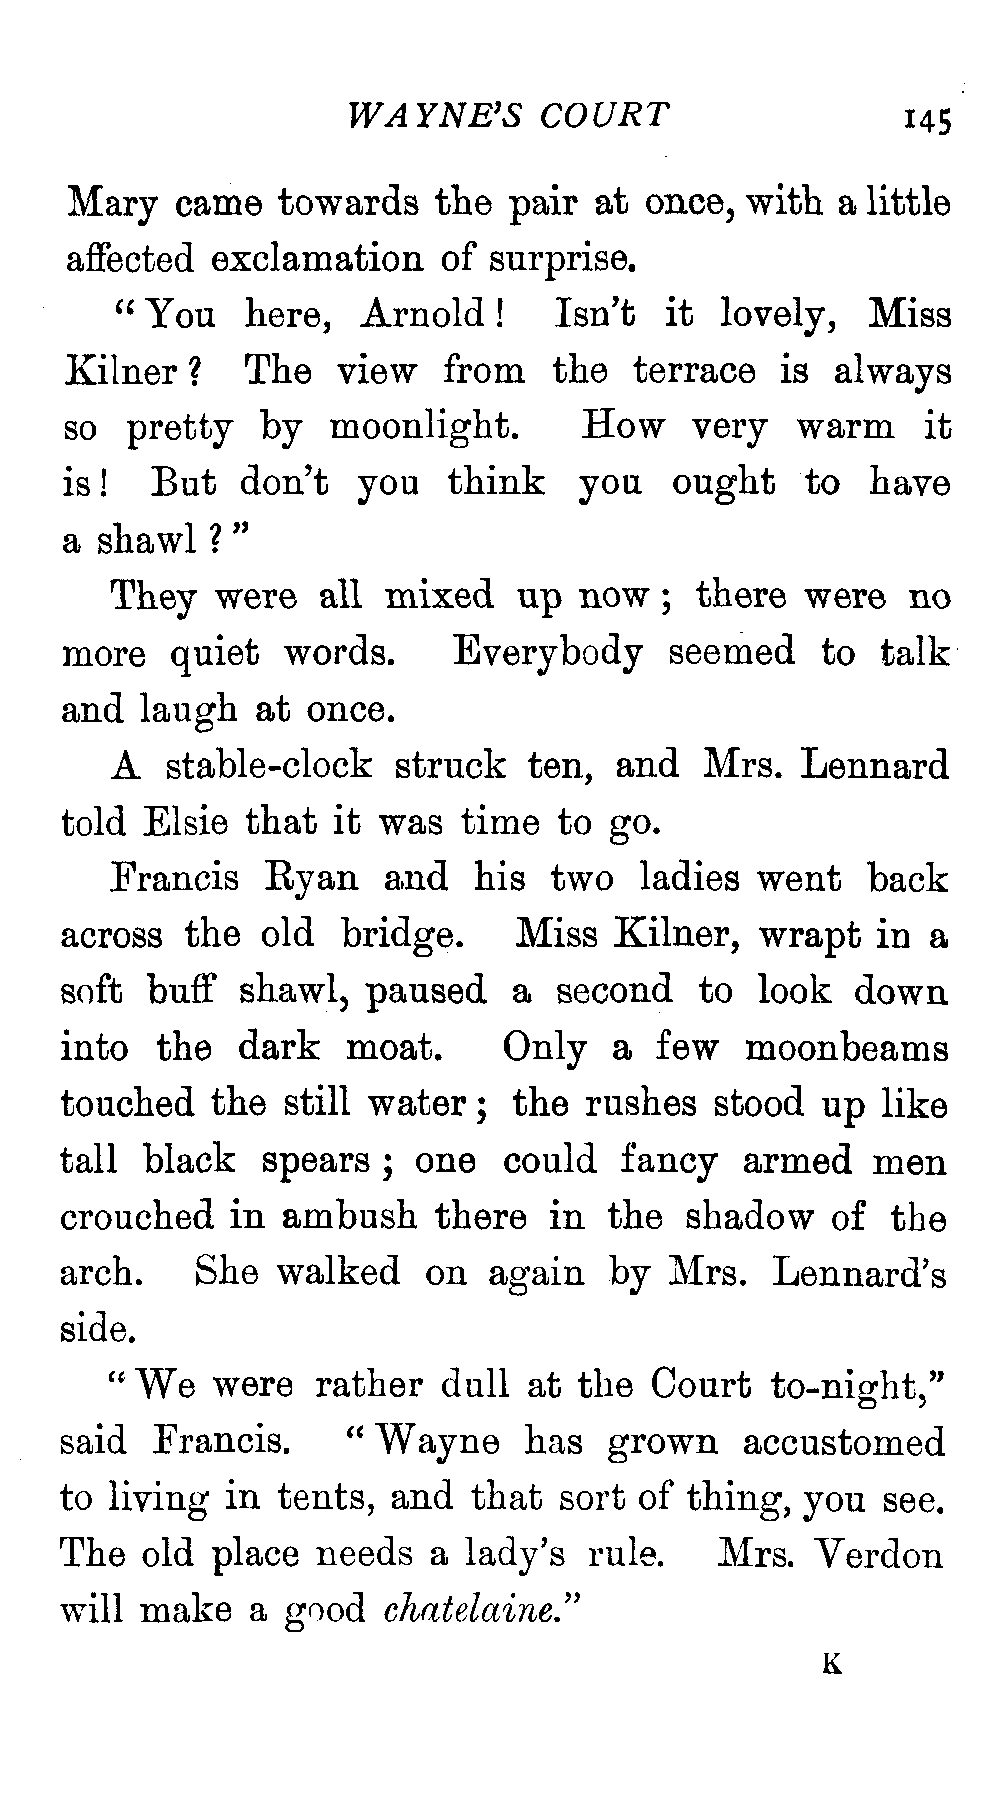 WAYNE'S COURT 145
Mary came towards the pair at once, with a little
affected exclamation of surprise.
"You here, Arnold! Isn't it lovely, Miss
Kilner? The view from the terrace is always
so pretty by moonlight. How very warm it
is! But don't you think you ought to have
a shawl?"
They were all mixed up now; there were no
more quiet words. Everybody seemed to talk
and laugh at once.
A stable-clock struck ten, and Mrs. Lennard
told Elsie that it was time to go.
Francis Ryan and his two ladies went back
across the old bridge. Miss Kilner, wrapt in a
soft buff shawl, paused a second to look down
into the dark moat. Only a few moonbeams
touched the still water; the rushes stood up like
tall black spears; one could fancy armed men
crouched in ambush there in the shadow of the
arch. She walked on again by Mrs. Lennard's
side.
"We were rather dull at the Court to-night,"
said Francis. "Wayne has grown accustomed
to living in tents, and that sort of thing, you see.
The old place needs a lady's rule. Mrs. Verdon
will make a good chatelaine."
K